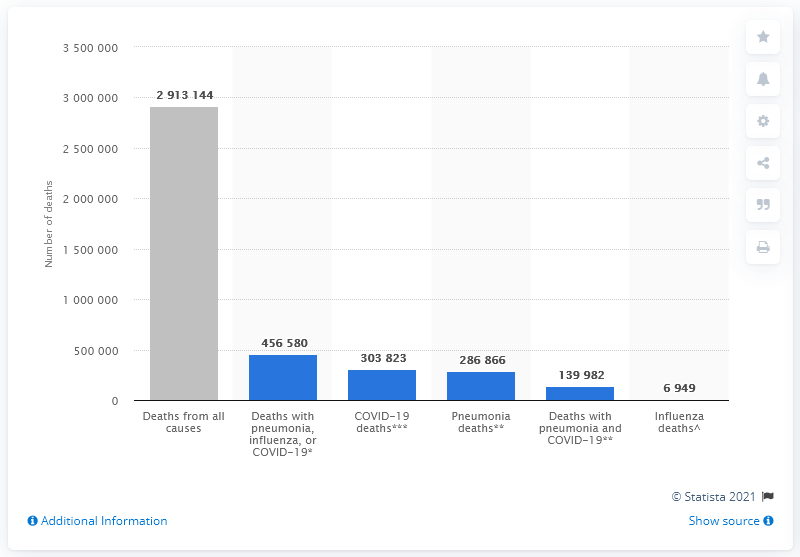 3 500 000
3 000 000
2 500 000
2 000 000
1 500 000
1 000 000
500 000
0
Number of deaths
2 913 144
456 580
303 823
286 866
139 982
6 949
Deaths from all
causes
Deaths with
pneumonia,
influenza, or
COVID-19*
COVID-19
deaths***
Pneumonia
deaths**
Deaths with
pneumonia and
COVID-19**
Influenza
deaths^
© Statista 2021
Additional Information
Show source